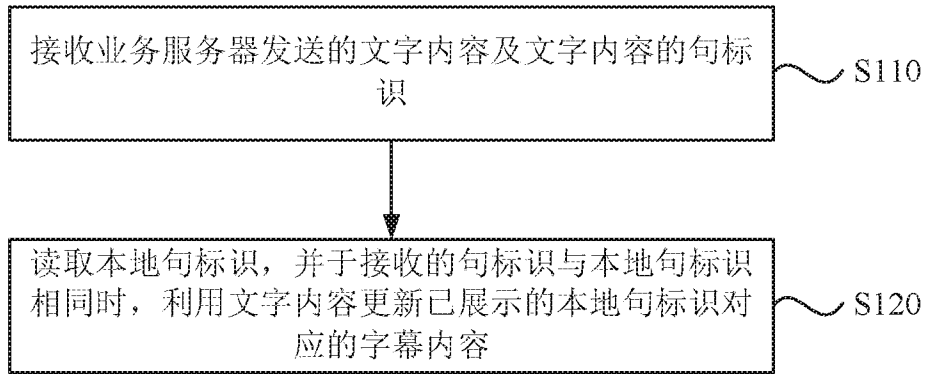 接收业务服务器发送的文字内容及文字内容的句标
识
S110
读取本地句标识，并于接收的句标识与本地句标识
相同时，利用文字内容更新已展示的本地句标识对
应的字幕内容
S120